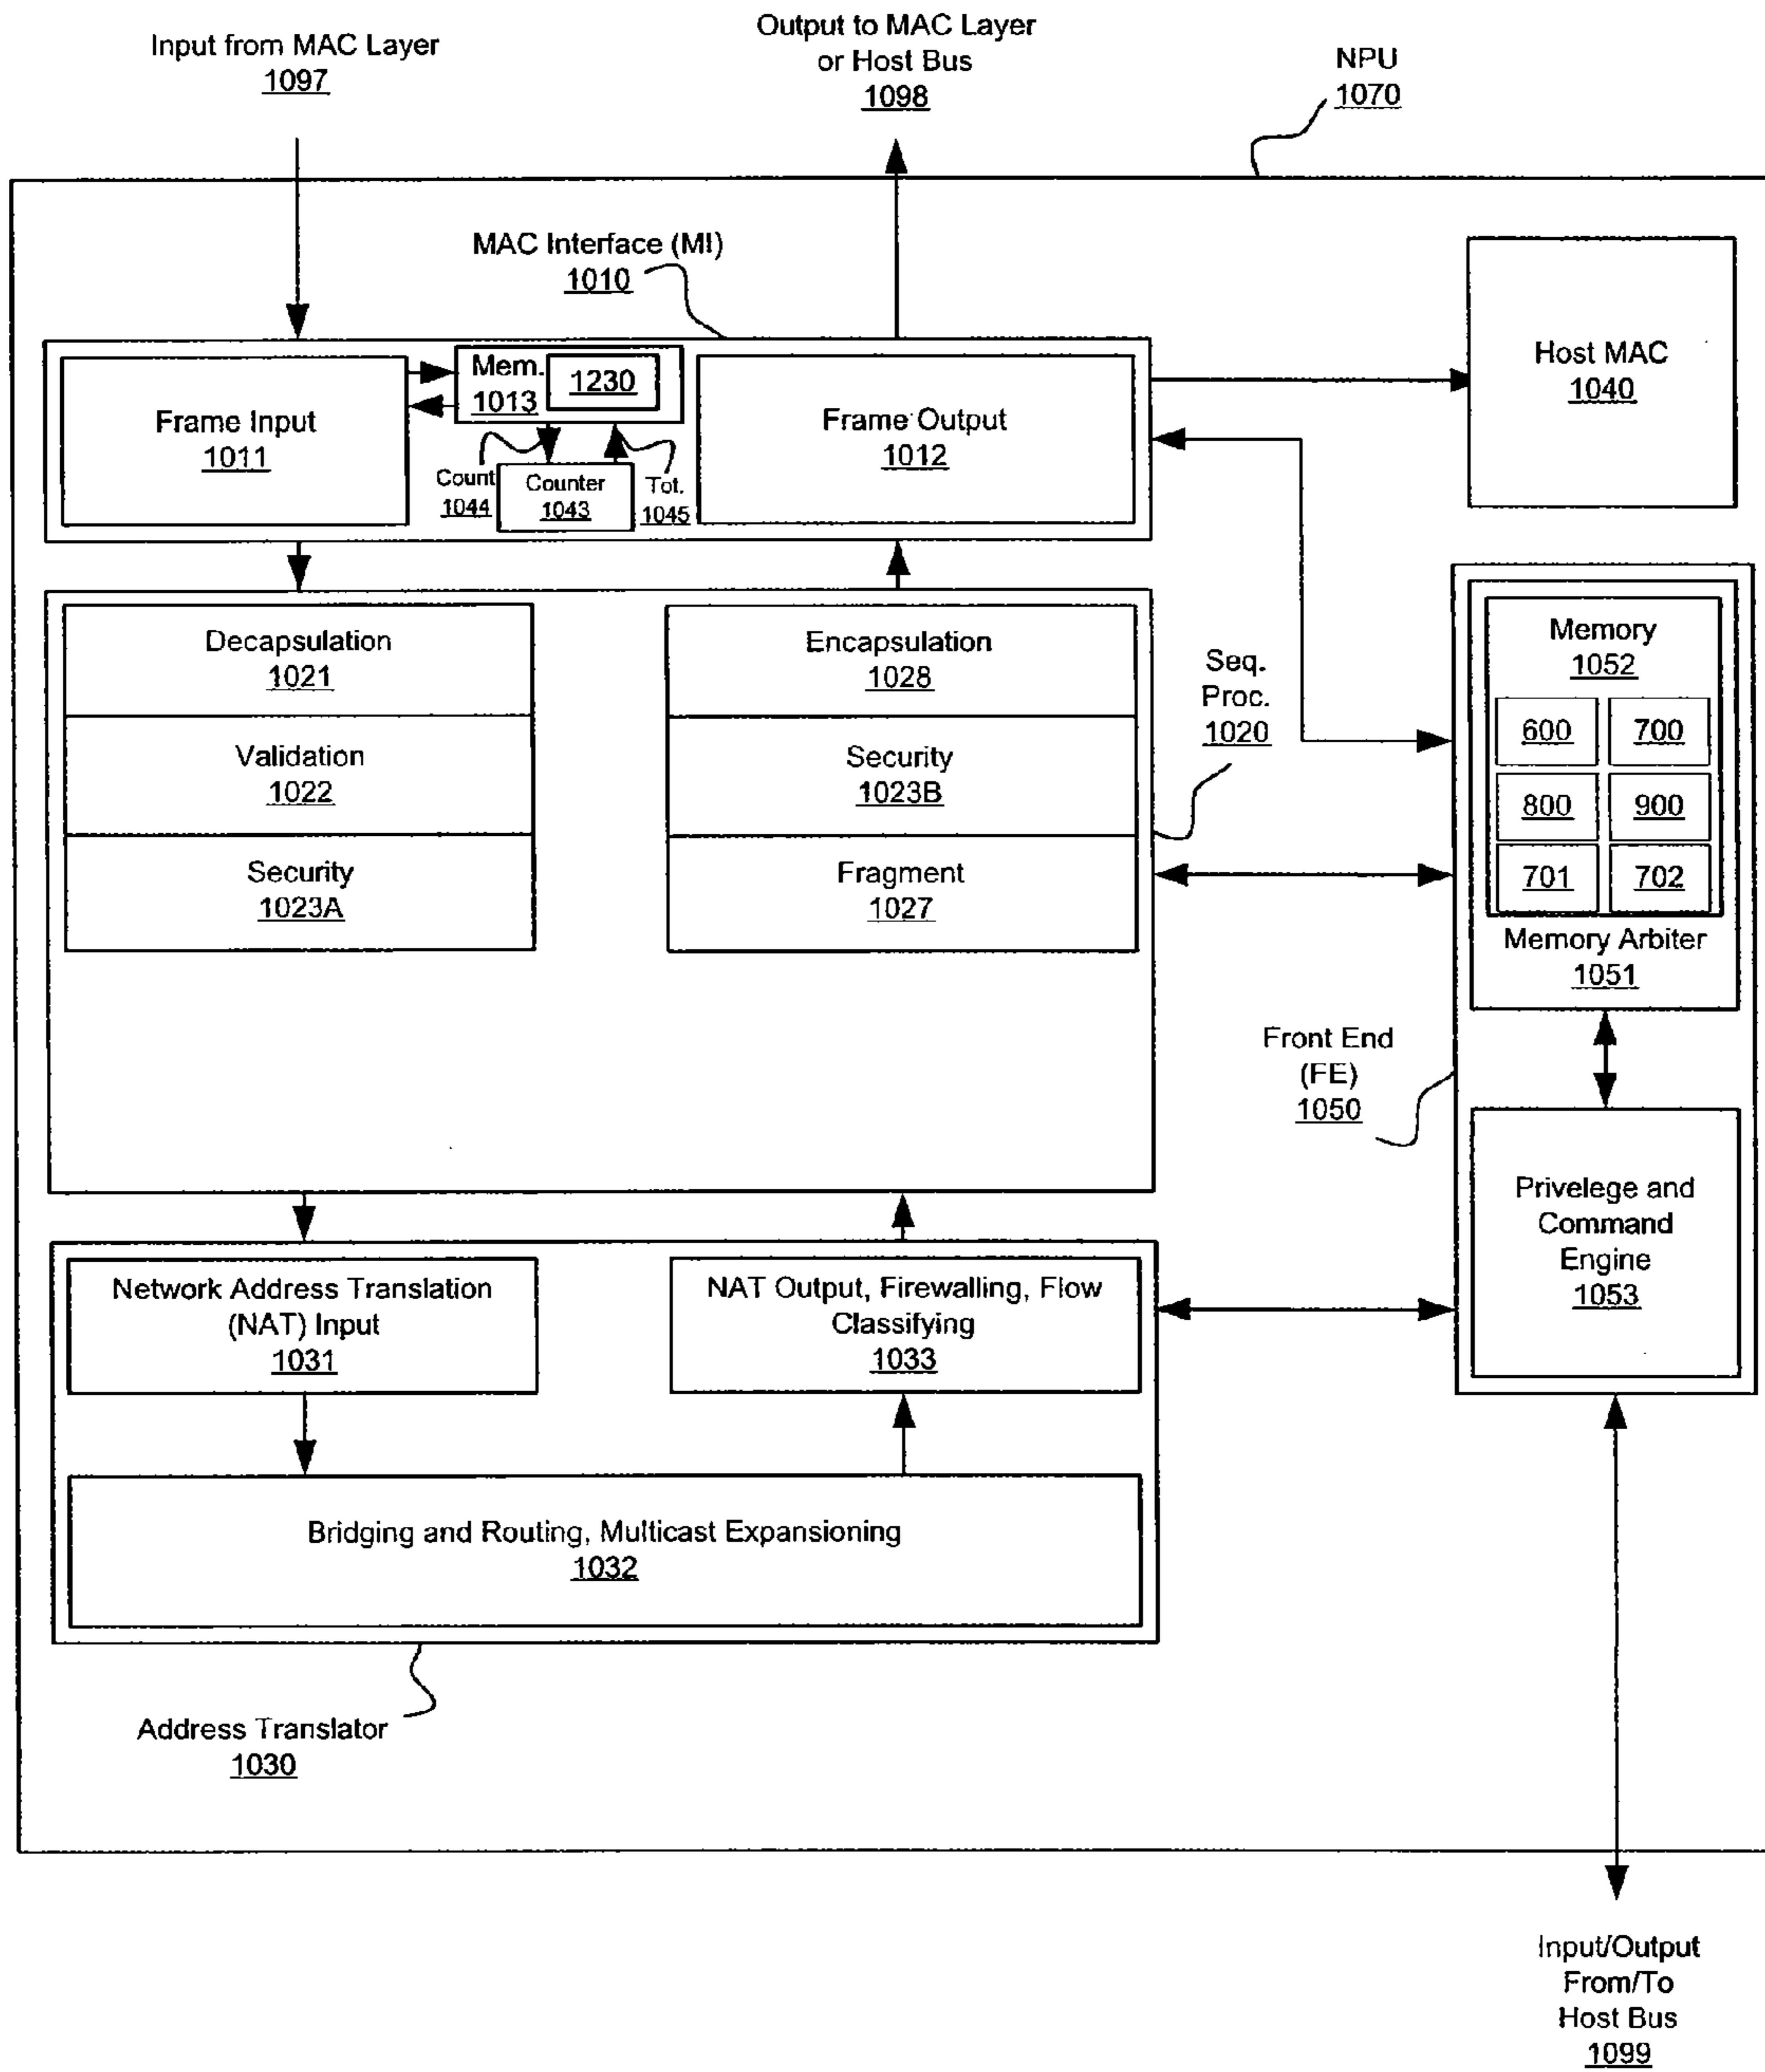 Input from MAC Layer
1097
Output to MAC Layer
or Host Bus
1098
NPU
1070
MAC Interface (MI)
1010
Frame Input
1011
Mem.
1013
1230
Count
1044
Counter
1043
Tot.
1045
Frame Output
1012
Host MAC
1040
Decapsulation
1021
Validation
1022
Security
1023A
Encapsulation
1028
Security
1023B
Fragment
1027
Seq.
Proc.
1020
Memory
1052
600
700
800
900
701
702
Memory Arbiter
1051
Front End
(FE)
1050
Privelege and
Command
Engine
1053
Network Address Translation
(NAT) Input
1031
NAT Output, Firewalling, Flow
Classifying
1033
Bridging and Routing, Multicast Expansioning
1032
Address Translator
1030
Input/Output
From/To
Host Bus
1099